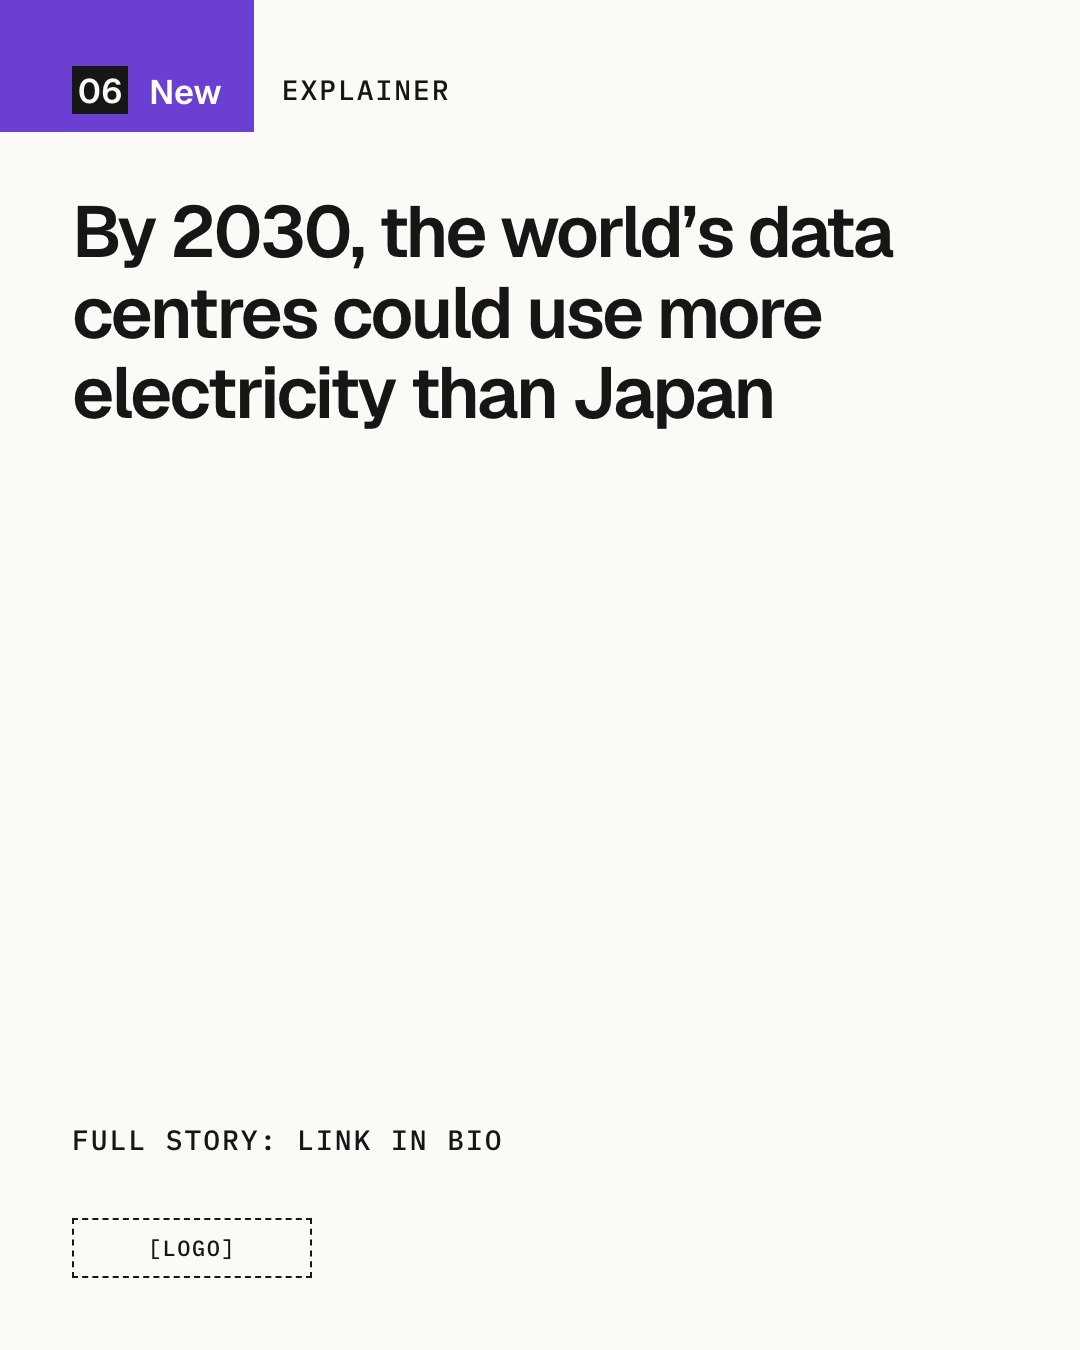 06 New EXPLAINER
By 2030, the world’s data
centres could use more
electricity than Japan
FULL STORY: LINK IN BIO
[LOGO]